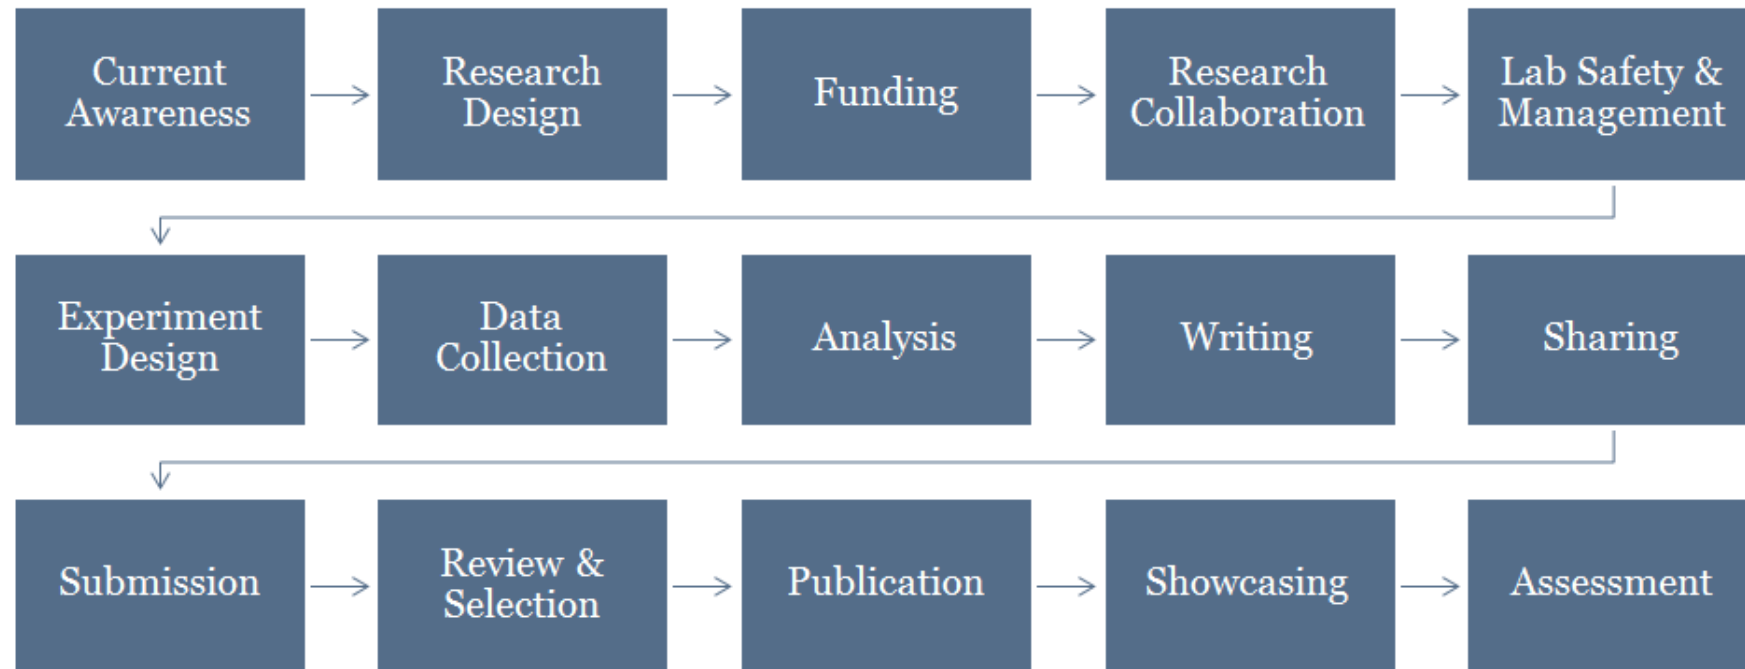 Current
Awareness
Research
Design
Funding
Research
Collaboration
Lab Safety &
Management
Experiment
Design
Data
Collection
Analysis
Writing
Sharing
Submission
Review &
Selection
Publication
Showcasing
Assessment